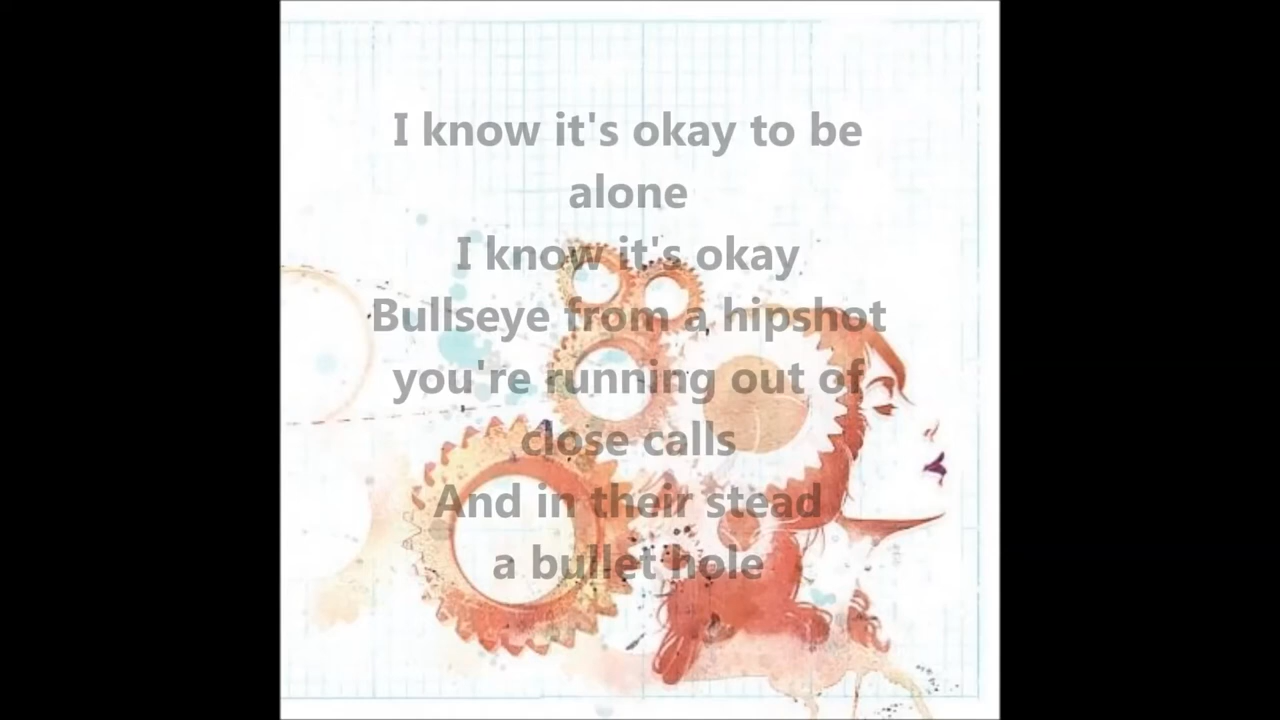 I know it's okay to be
alone
I know it's okay
Bullseye from a hipshot
you're running out of
close calls
And in their stead
a bullet hole